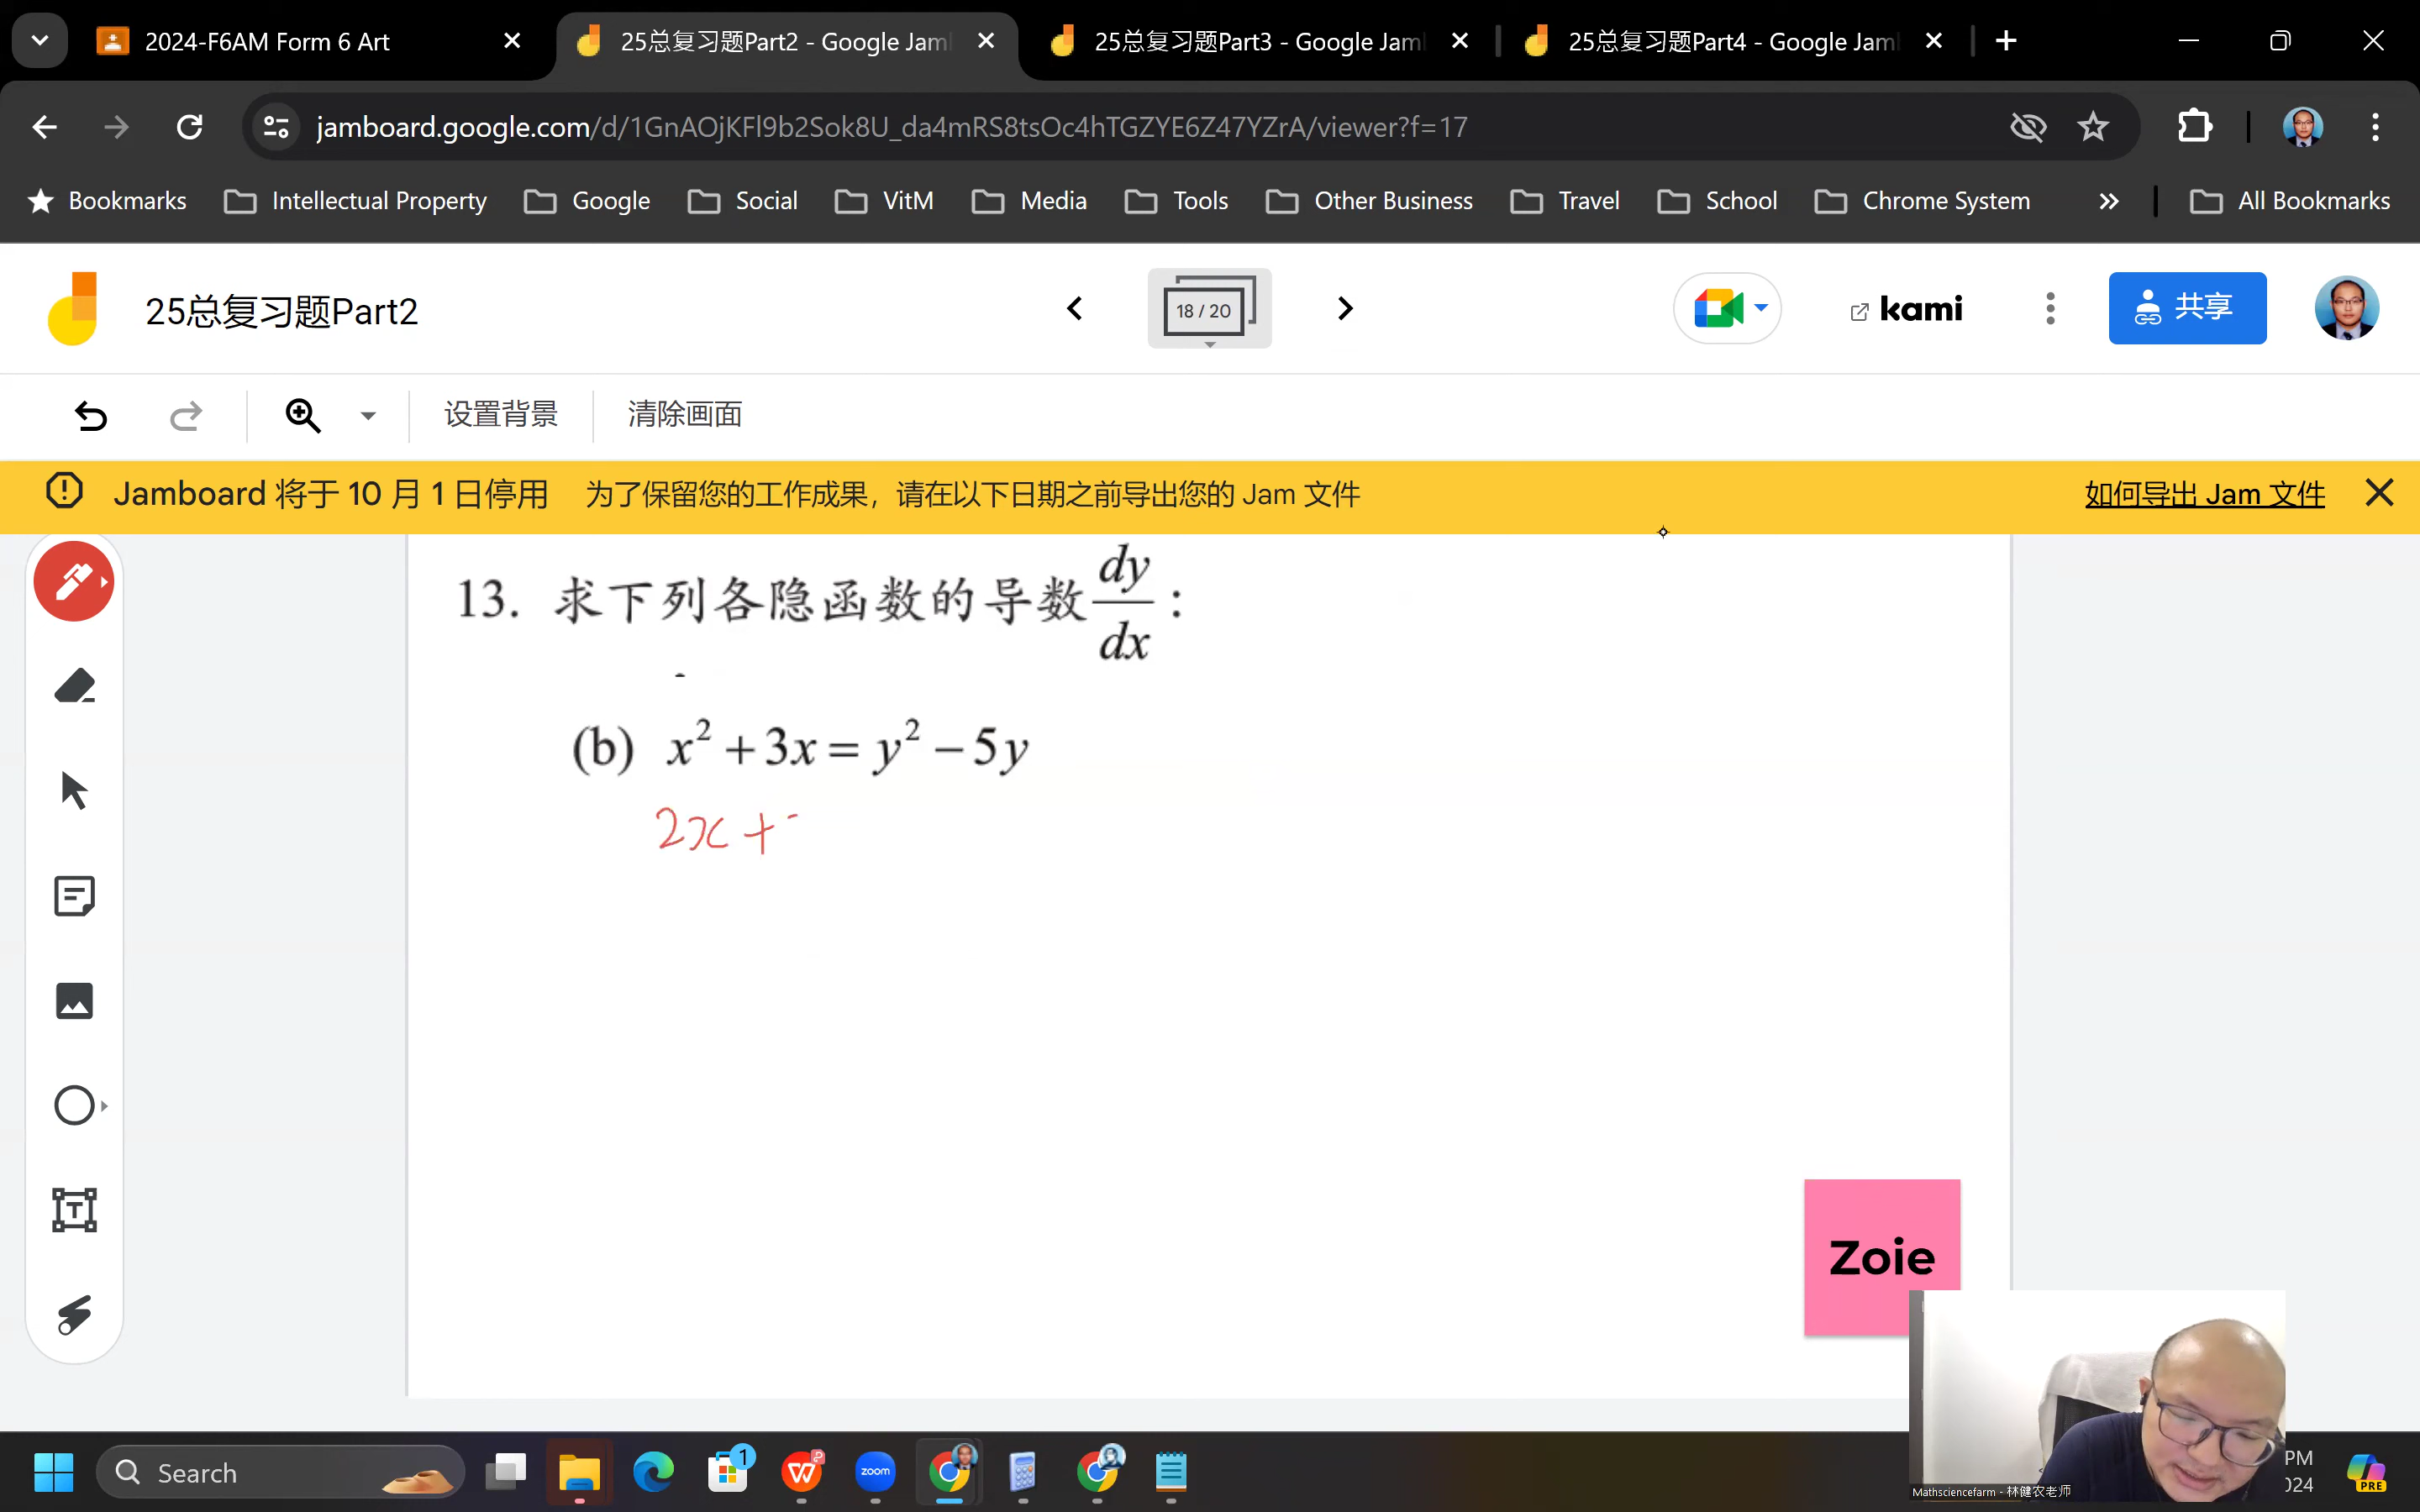 2024-F6AM Form 6 Art
25总复习题Part2 - Google Jam
25总复习题Part3 - Google Jam
25总复习题Part4 - Google Jam
jamboard.google.com/d/1GnAOjKFl9b2Sok8U_da4mRS8tsOc4hTGZYE6Z47YZrA/viewer?f=17
Bookmarks Intellectual Property Google Social VitM Media Tools Other Business Travel School Chrome System » All Bookmarks
25总复习题Part2
18 / 20
kami
共享
设置背景 清除画面
Jamboard 将于 10 月 1 日停用 为了保留您的工作成果，请在以下日期之前导出您的 Jam 文件 如何导出 Jam 文件
13. 求下列各隐函数的导数 dy/dx :
(b) x² + 3x = y² − 5y
2x +
Zoie
Mathsciencefarm - 林健农老师
Search
1
zoom
PM
024
PRE